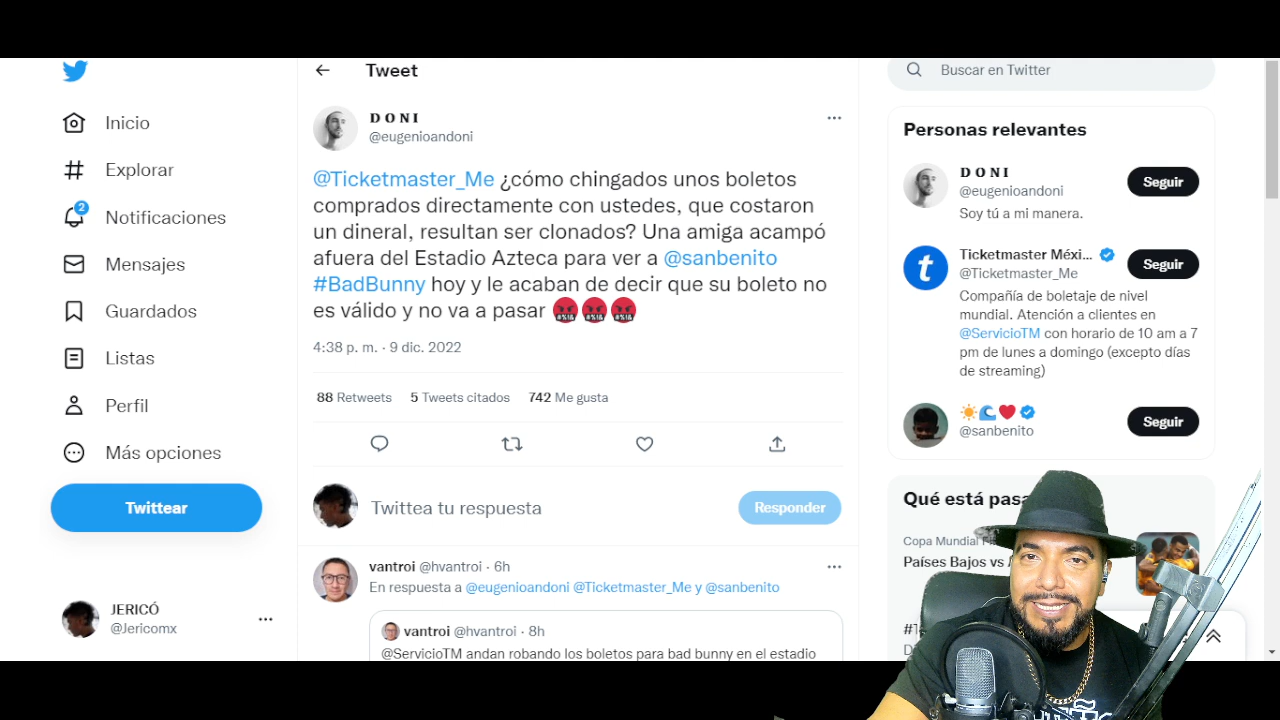 Inicio
Explorar
2
Notificaciones
Mensajes
Guardados
Listas
Perfil
Más opciones
Twittear
JERICÓ
@Jericomx
Tweet
𝐃 𝐎 𝐍 𝐈
@eugenioandoni
@Ticketmaster_Me ¿cómo chingados unos boletos
comprados directamente con ustedes, que costaron
un dineral, resultan ser clonados? Una amiga acampó
afuera del Estadio Azteca para ver a @sanbenito
#BadBunny hoy y le acaban de decir que su boleto no
es válido y no va a pasar 🤬🤬🤬
4:38 p. m. · 9 dic. 2022
88 Retweets 5 Tweets citados 742 Me gusta
Twittea tu respuesta
Responder
vantroi @hvantroi · 6h
En respuesta a @eugenioandoni @Ticketmaster_Me y @sanbenito
vantroi @hvantroi · 8h
@ServicioTM andan robando los boletos para bad bunny en el estadio
Buscar en Twitter
Personas relevantes
𝐃 𝐎 𝐍 𝐈
@eugenioandoni
Seguir
Soy tú a mi manera.
Ticketmaster Méxi...
@Ticketmaster_Me
Seguir
Compañía de boletaje de nivel
mundial. Atención a clientes en
@ServicioTM con horario de 10 am a 7
pm de lunes a domingo (excepto días
de streaming)
☀️🌊❤️
@sanbenito
Seguir
Qué está
Copa Mundial
Países Bajos vs